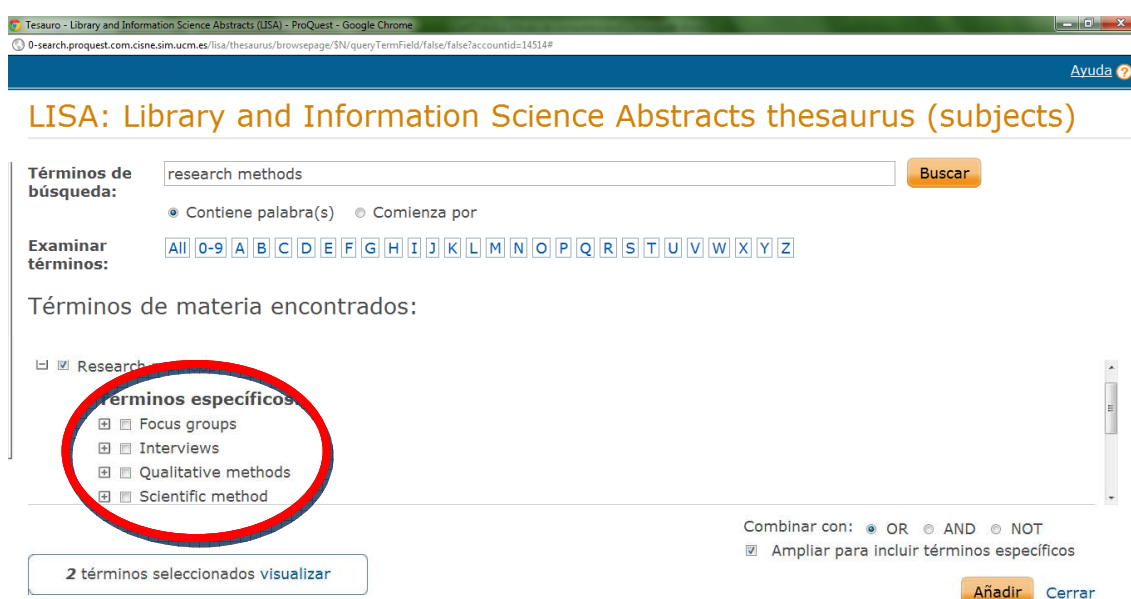 Tesauro - Library and Information Science Abstracts (LISA) - ProQuest - Google Chrome
0-search.proquest.com.cisne.sim.ucm.es/lisa/thesaurus/browsepage/$N/queryTermField/false/false?accountid=14514#
Ayuda ?
LISA: Library and Information Science Abstracts thesaurus (subjects)
Términos de búsqueda: research methods Buscar
Contiene palabra(s) Comienza por
Examinar términos: All 0-9 A B C D E F G H I J K L M N O P Q R S T U V W X Y Z
Términos de materia encontrados:
Research
específicos
Focus groups
Interviews
Qualitative methods
Scientific method
Combinar con: OR AND NOT
Ampliar para incluir términos específicos
2 términos seleccionados visualizar
Añadir Cerrar